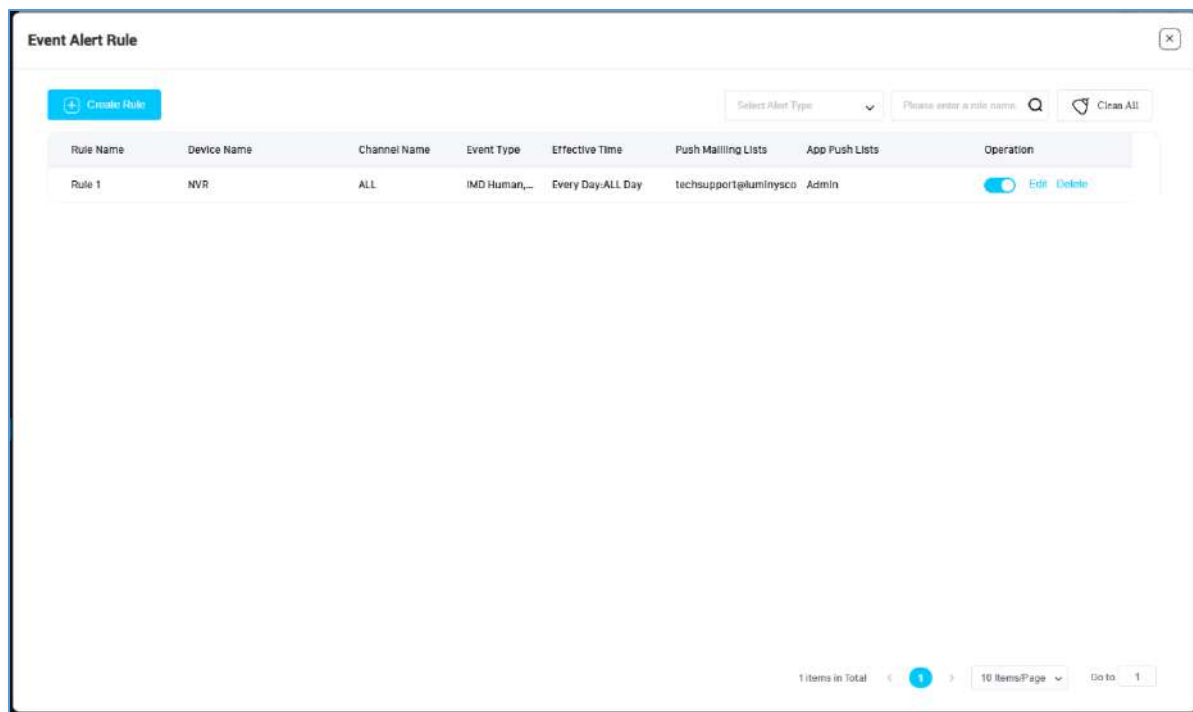 Event Alert Rule
Create Rule
Select Alert Type
Please enter a rule name
Clean All
Rule Name Device Name Channel Name Event Type Effective Time Push Mailling Lists App Push Lists Operation
Rule 1 NVR ALL IMD Human,... Every Day:ALL Day techsupport@luminysco Admin Edit Delete
1 items in Total < 1 > 10 Items/Page Go to 1